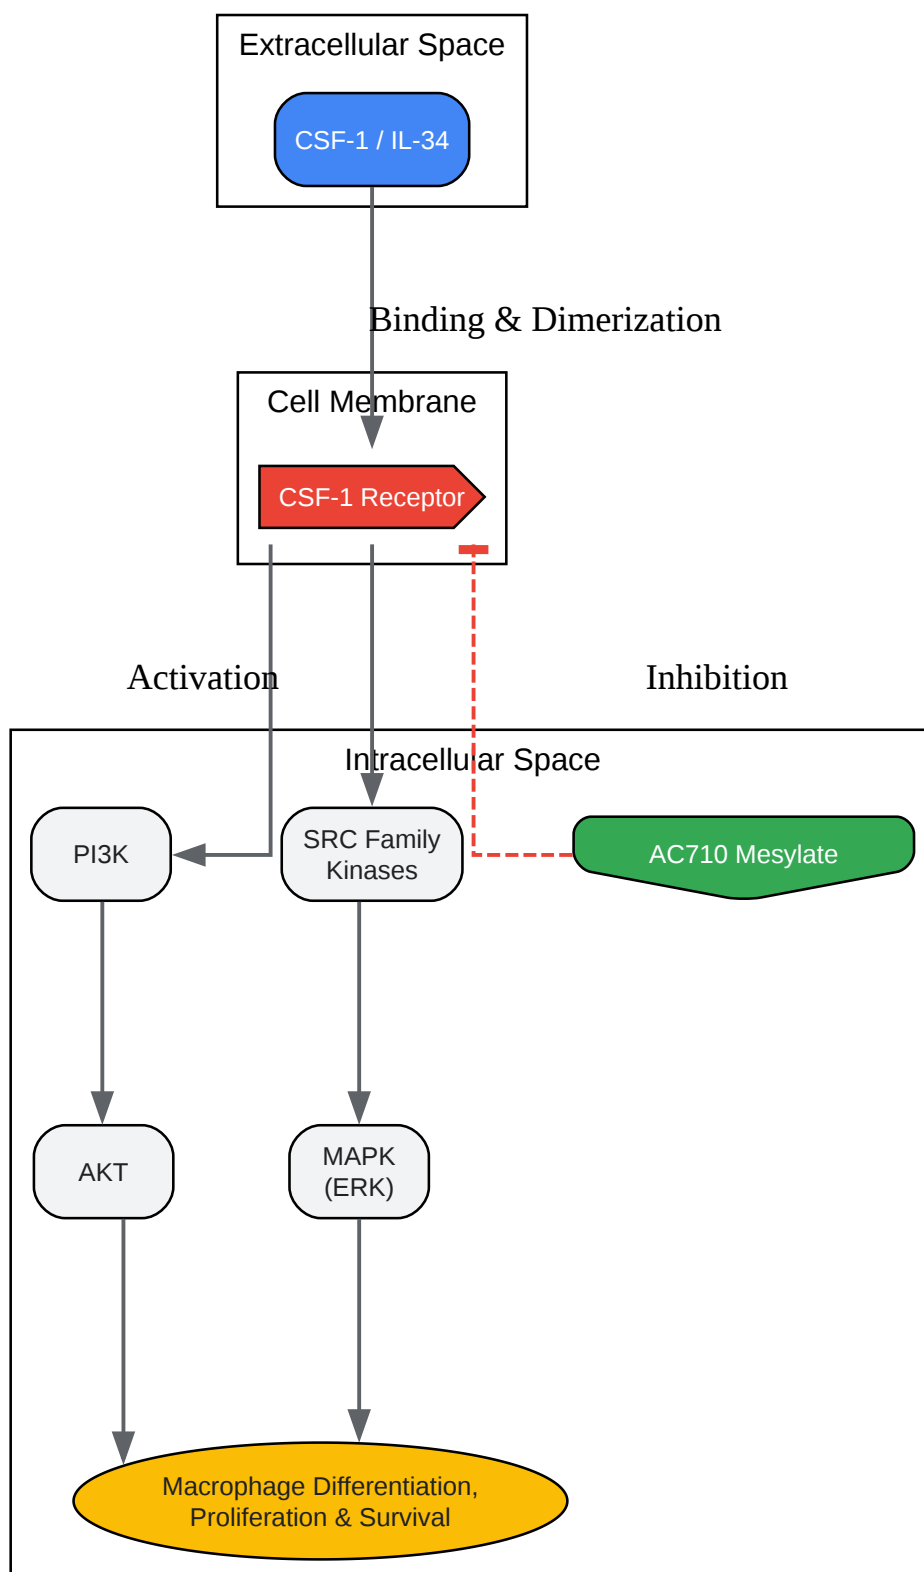 Extracellular Space
CSF-1 / IL-34
Binding & Dimerization
Cell Membrane
CSF-1 Receptor
Activation
Inhibition
Intracellular Space
PI3K
SRC Family
Kinases
AC710 Mesylate
AKT
MAPK
(ERK)
Macrophage Differentiation,
Proliferation & Survival